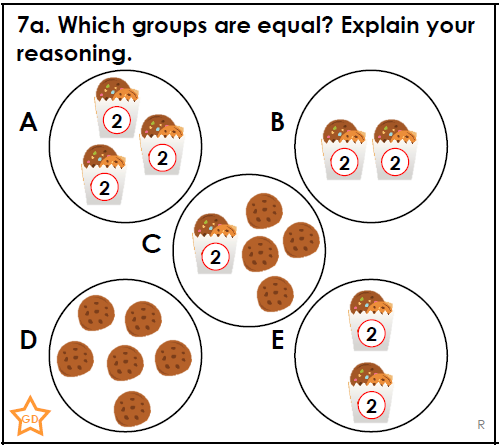 7a. Which groups are equal? Explain your
reasoning.
A
2
2
2
B
2 2
C
2
D
E
2
2
GD
R